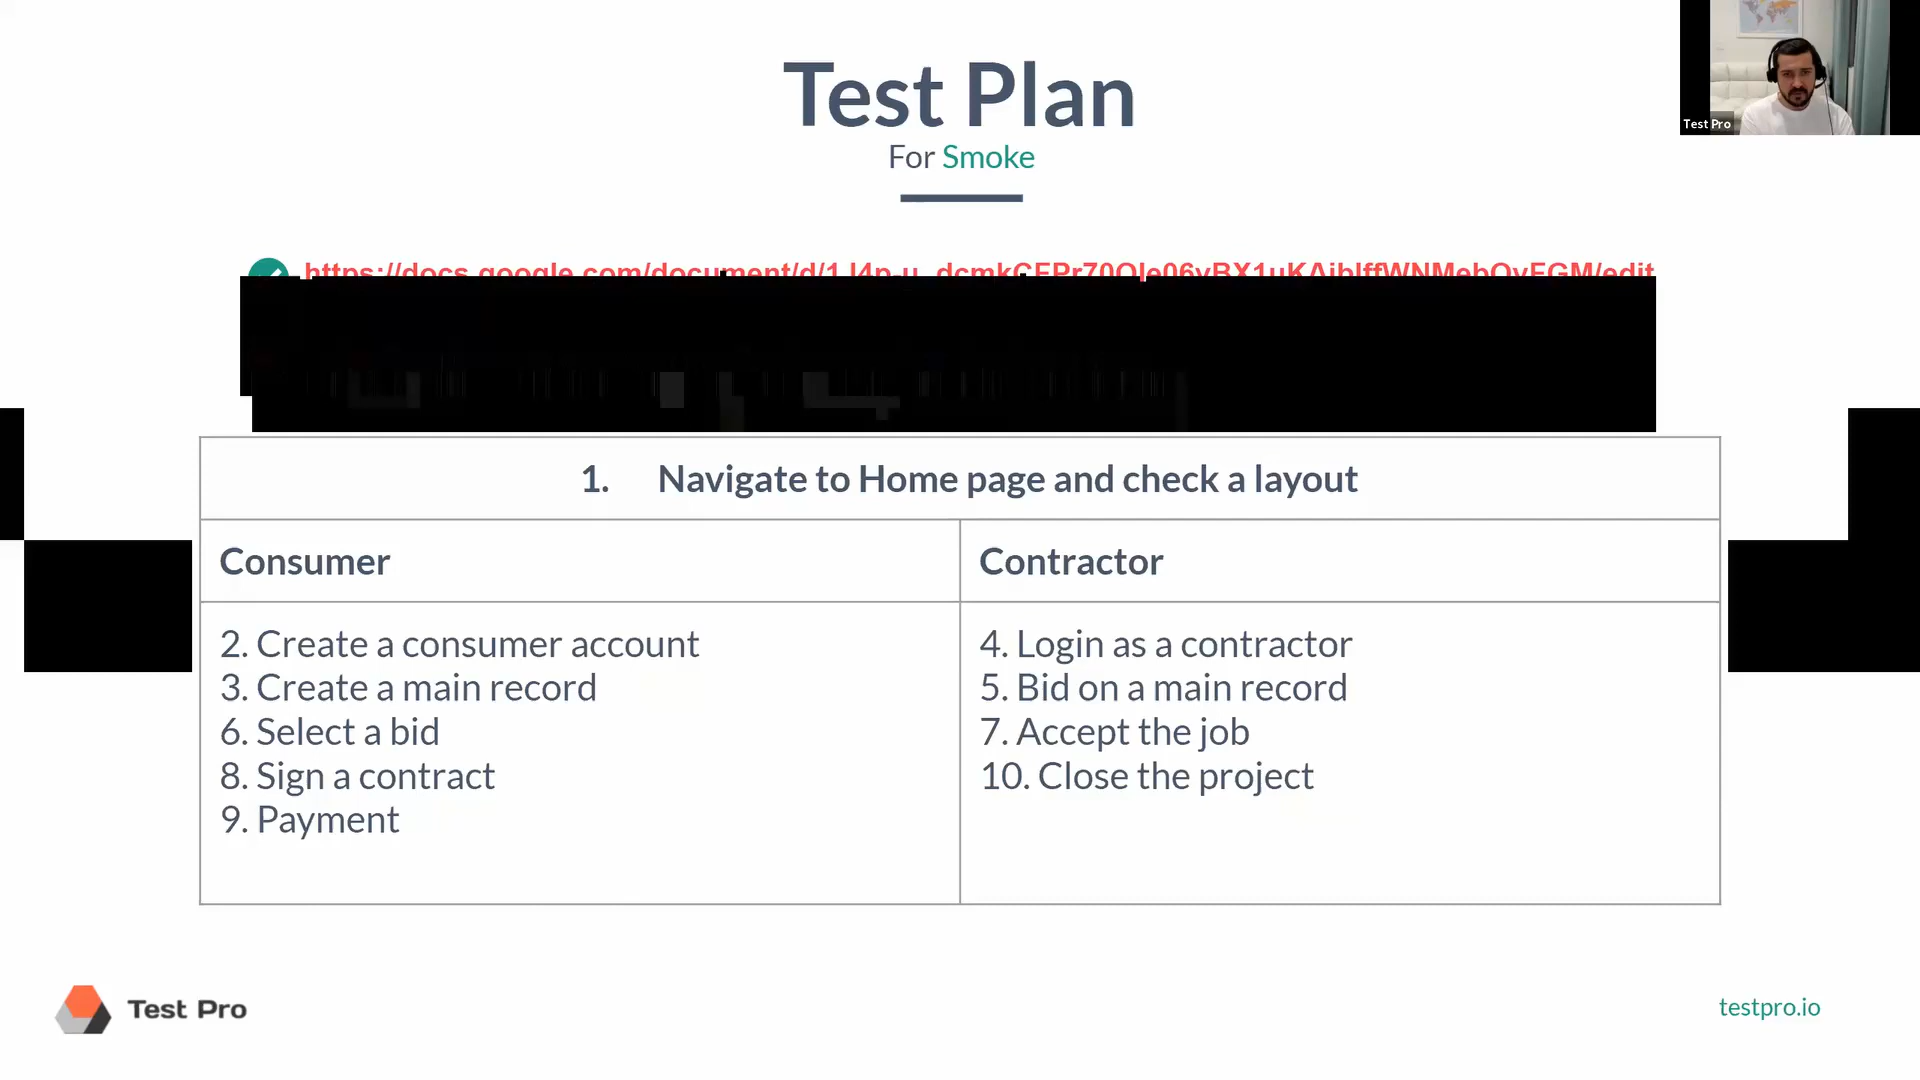 Test Plan
For Smoke
Test Pro
1. Navigate to Home page and check a layout
Consumer
Contractor
2. Create a consumer account
3. Create a main record
6. Select a bid
8. Sign a contract
9. Payment
4. Login as a contractor
5. Bid on a main record
7. Accept the job
10. Close the project
Test Pro
testpro.io